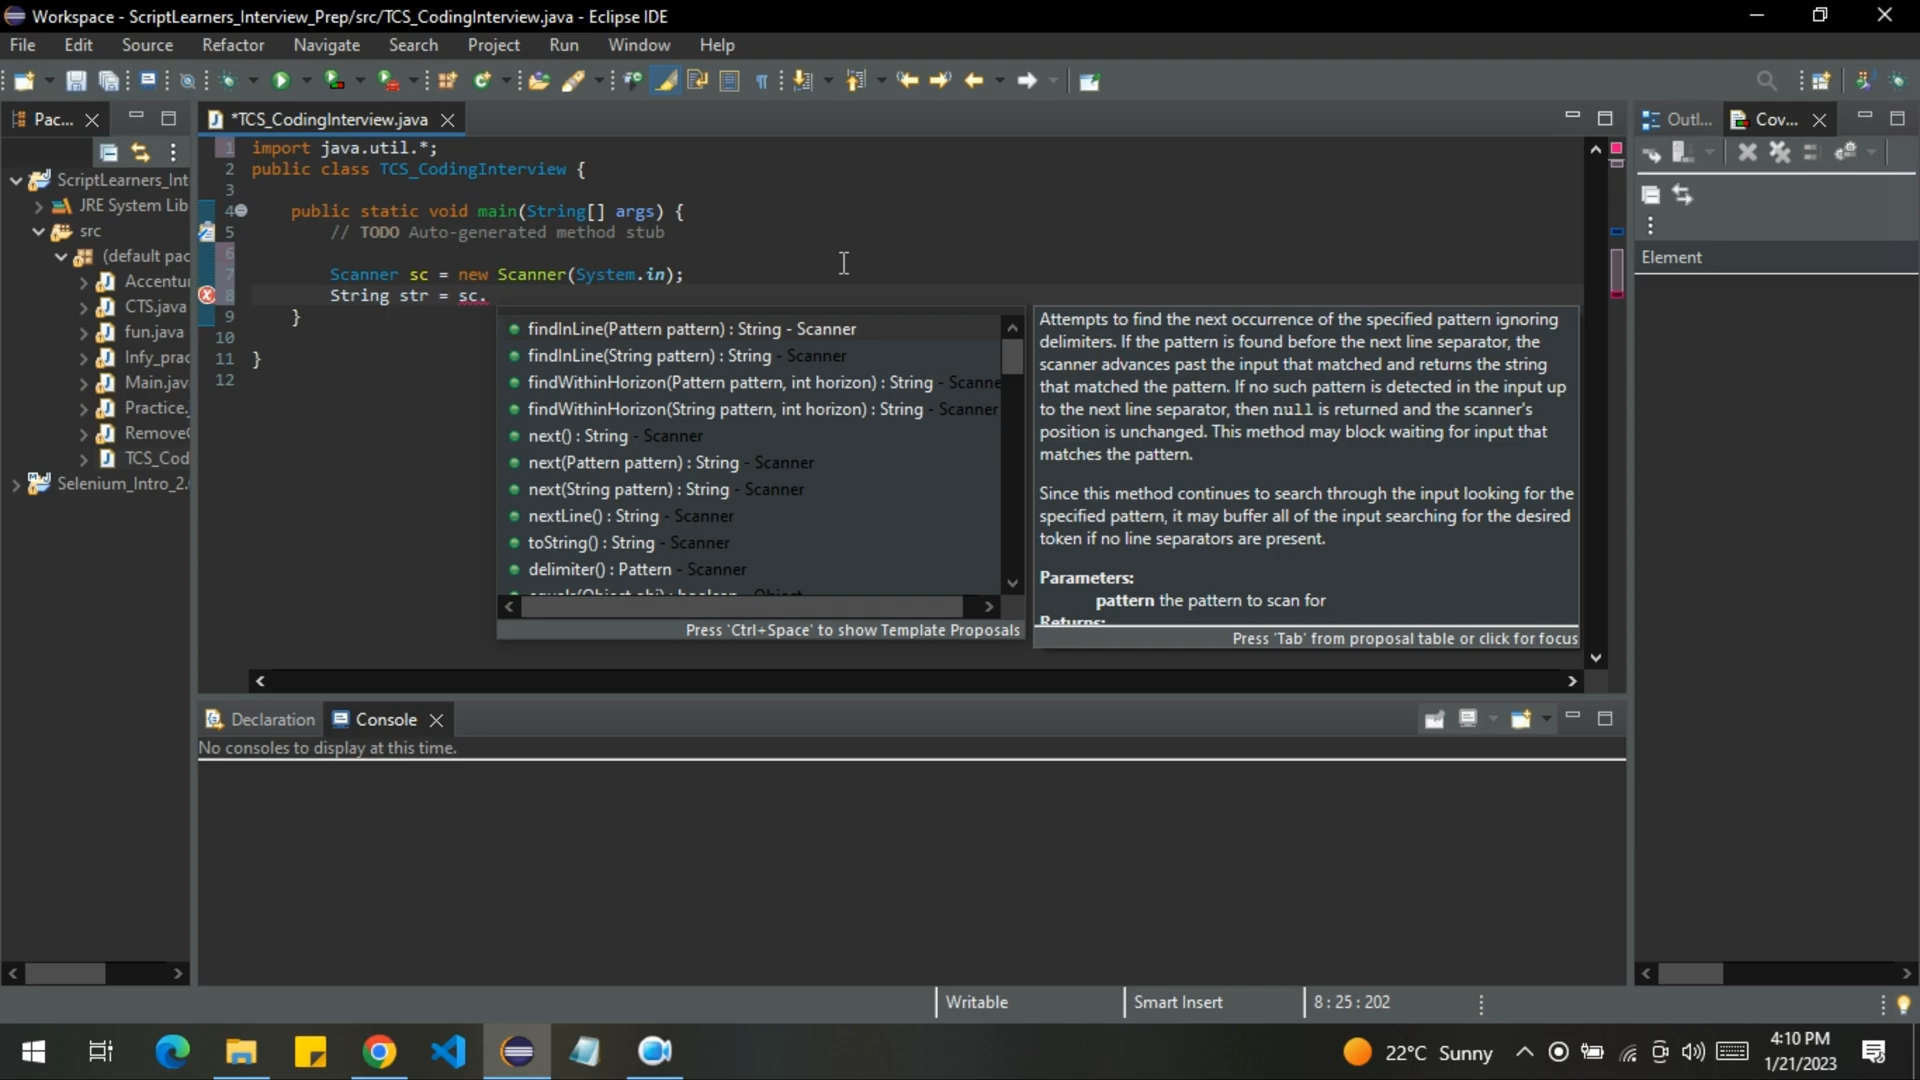 Workspace - ScriptLearners_Interview_Prep/src/TCS_CodingInterview.java - Eclipse IDE
File Edit Source Refactor Navigate Search Project Run Window Help
Pac...
*TCS_CodingInterview.java
Outl...
Cov...
ScriptLearners_Int
JRE System Lib
src
(default pac
Accentu
CTS.java
fun.java
Infy_prac
Main.jav
Practice.
Remove
TCS_Cod
Selenium_Intro_2.
1 import java.util.*;
2 public class TCS_CodingInterview {
3
4 public static void main(String[] args) {
5 // TODO Auto-generated method stub
6
7 Scanner sc = new Scanner(System.in);
8 String str = sc.
9 }
10
11 }
12
findInLine(Pattern pattern) : String - Scanner
findInLine(String pattern) : String - Scanner
findWithinHorizon(Pattern pattern, int horizon) : String - Scanne
findWithinHorizon(String pattern, int horizon) : String - Scanner
next() : String - Scanner
next(Pattern pattern) : String - Scanner
next(String pattern) : String - Scanner
nextLine() : String - Scanner
toString() : String - Scanner
delimiter() : Pattern - Scanner
equals(Object obj) : boolean - Object
Press 'Ctrl+Space' to show Template Proposals
Attempts to find the next occurrence of the specified pattern ignoring
delimiters. If the pattern is found before the next line separator, the
scanner advances past the input that matched and returns the string
that matched the pattern. If no such pattern is detected in the input up
to the next line separator, then null is returned and the scanner's
position is unchanged. This method may block waiting for input that
matches the pattern.
Since this method continues to search through the input looking for the
specified pattern, it may buffer all of the input searching for the desired
token if no line separators are present.
Parameters:
pattern the pattern to scan for
Returns:
Press 'Tab' from proposal table or click for focus
Element
Declaration
Console
No consoles to display at this time.
Writable
Smart Insert
8 : 25 : 202
22°C Sunny
4:10 PM
1/21/2023